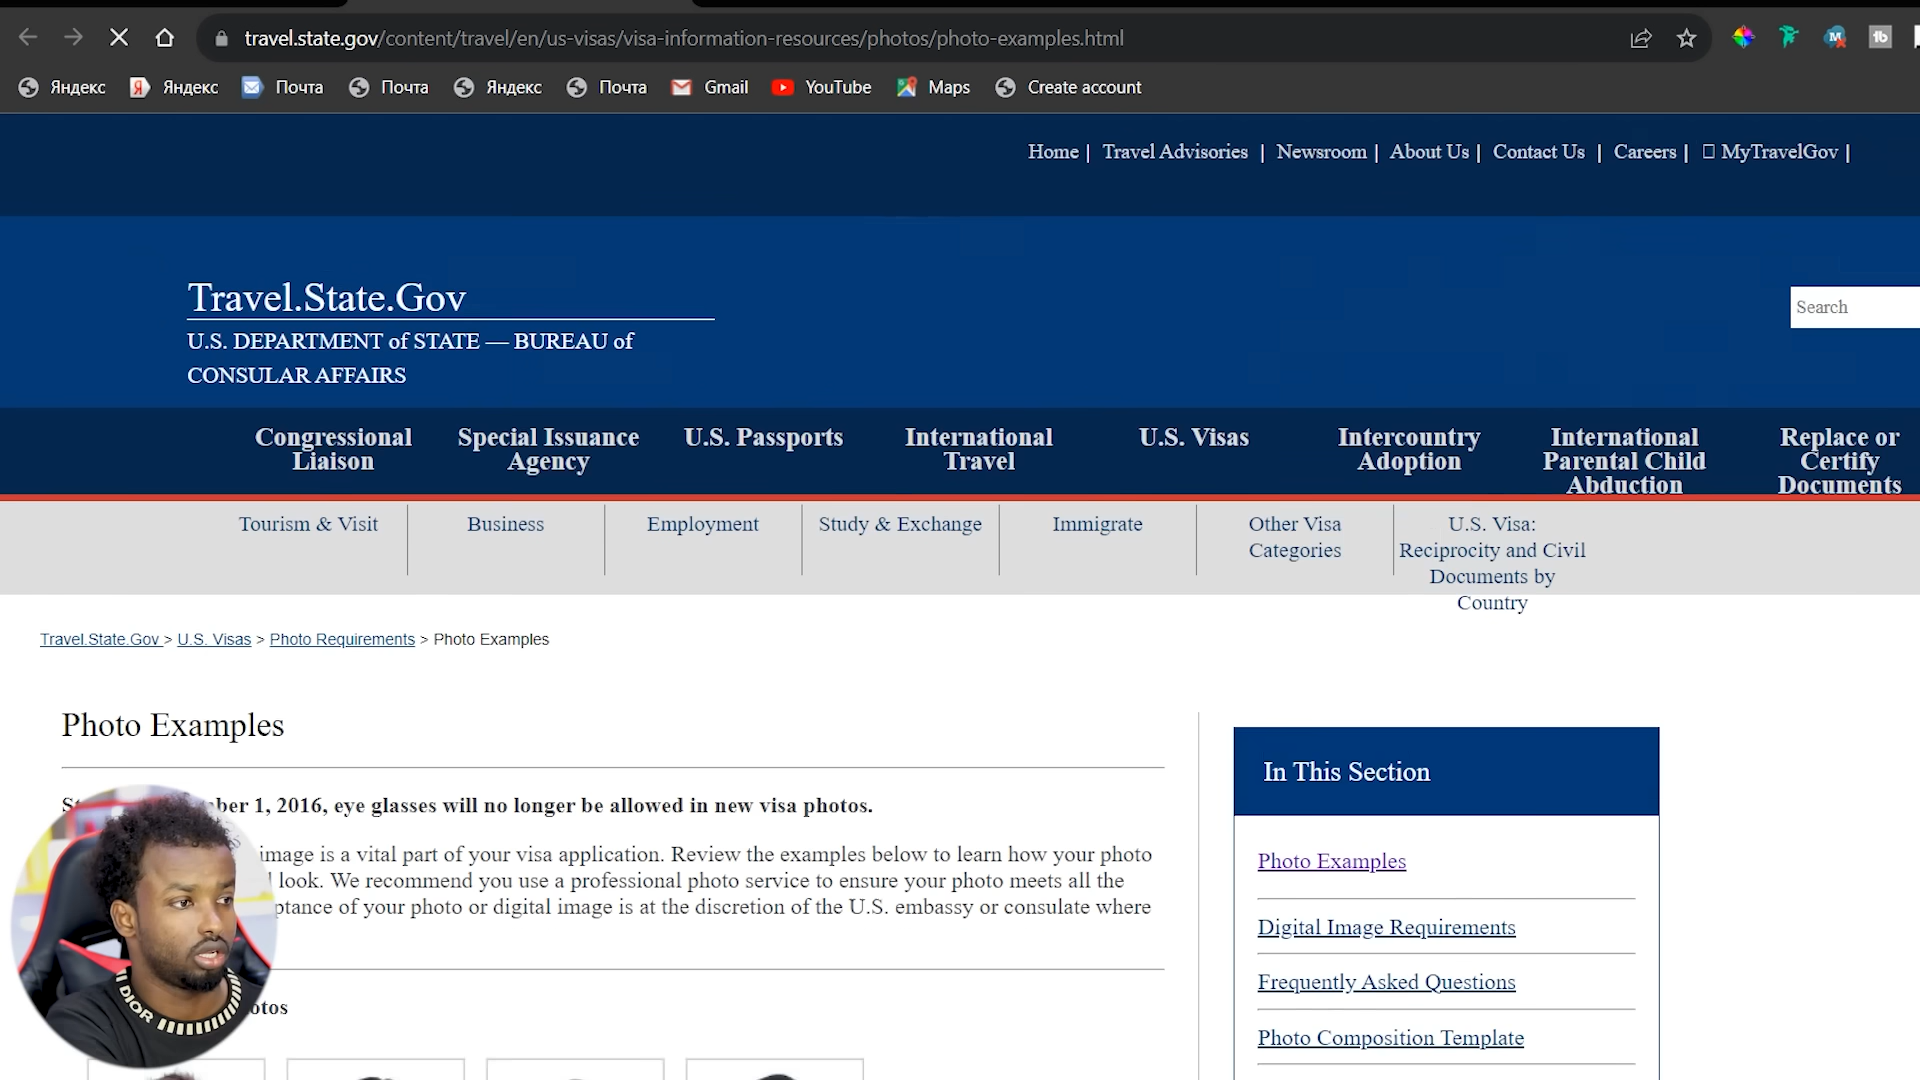 travel.state.gov/content/travel/en/us-visas/visa-information-resources/photos/photo-examples.html
Яндекс Яндекс Почта Почта Яндекс Почта Gmail YouTube Maps Create account
Home | Travel Advisories | Newsroom | About Us | Contact Us | Careers | MyTravelGov |
Travel.State.Gov
U.S. DEPARTMENT of STATE — BUREAU of
CONSULAR AFFAIRS
Search
Congressional
Liaison
Special Issuance
Agency
U.S. Passports
International
Travel
U.S. Visas
Intercountry
Adoption
International
Parental Child
Abduction
Replace or
Certify
Documents
Tourism & Visit
Business
Employment
Study & Exchange
Immigrate
Other Visa
Categories
U.S. Visa:
Reciprocity and Civil
Documents by
Country
Travel.State.Gov > U.S. Visas > Photo Requirements > Photo Examples
Photo Examples
ber 1, 2016, eye glasses will no longer be allowed in new visa photos.
image is a vital part of your visa application. Review the examples below to learn how your photo
look. We recommend you use a professional photo service to ensure your photo meets all the
ptance of your photo or digital image is at the discretion of the U.S. embassy or consulate where
otos
DIOR
In This Section
Photo Examples
Digital Image Requirements
Frequently Asked Questions
Photo Composition Template